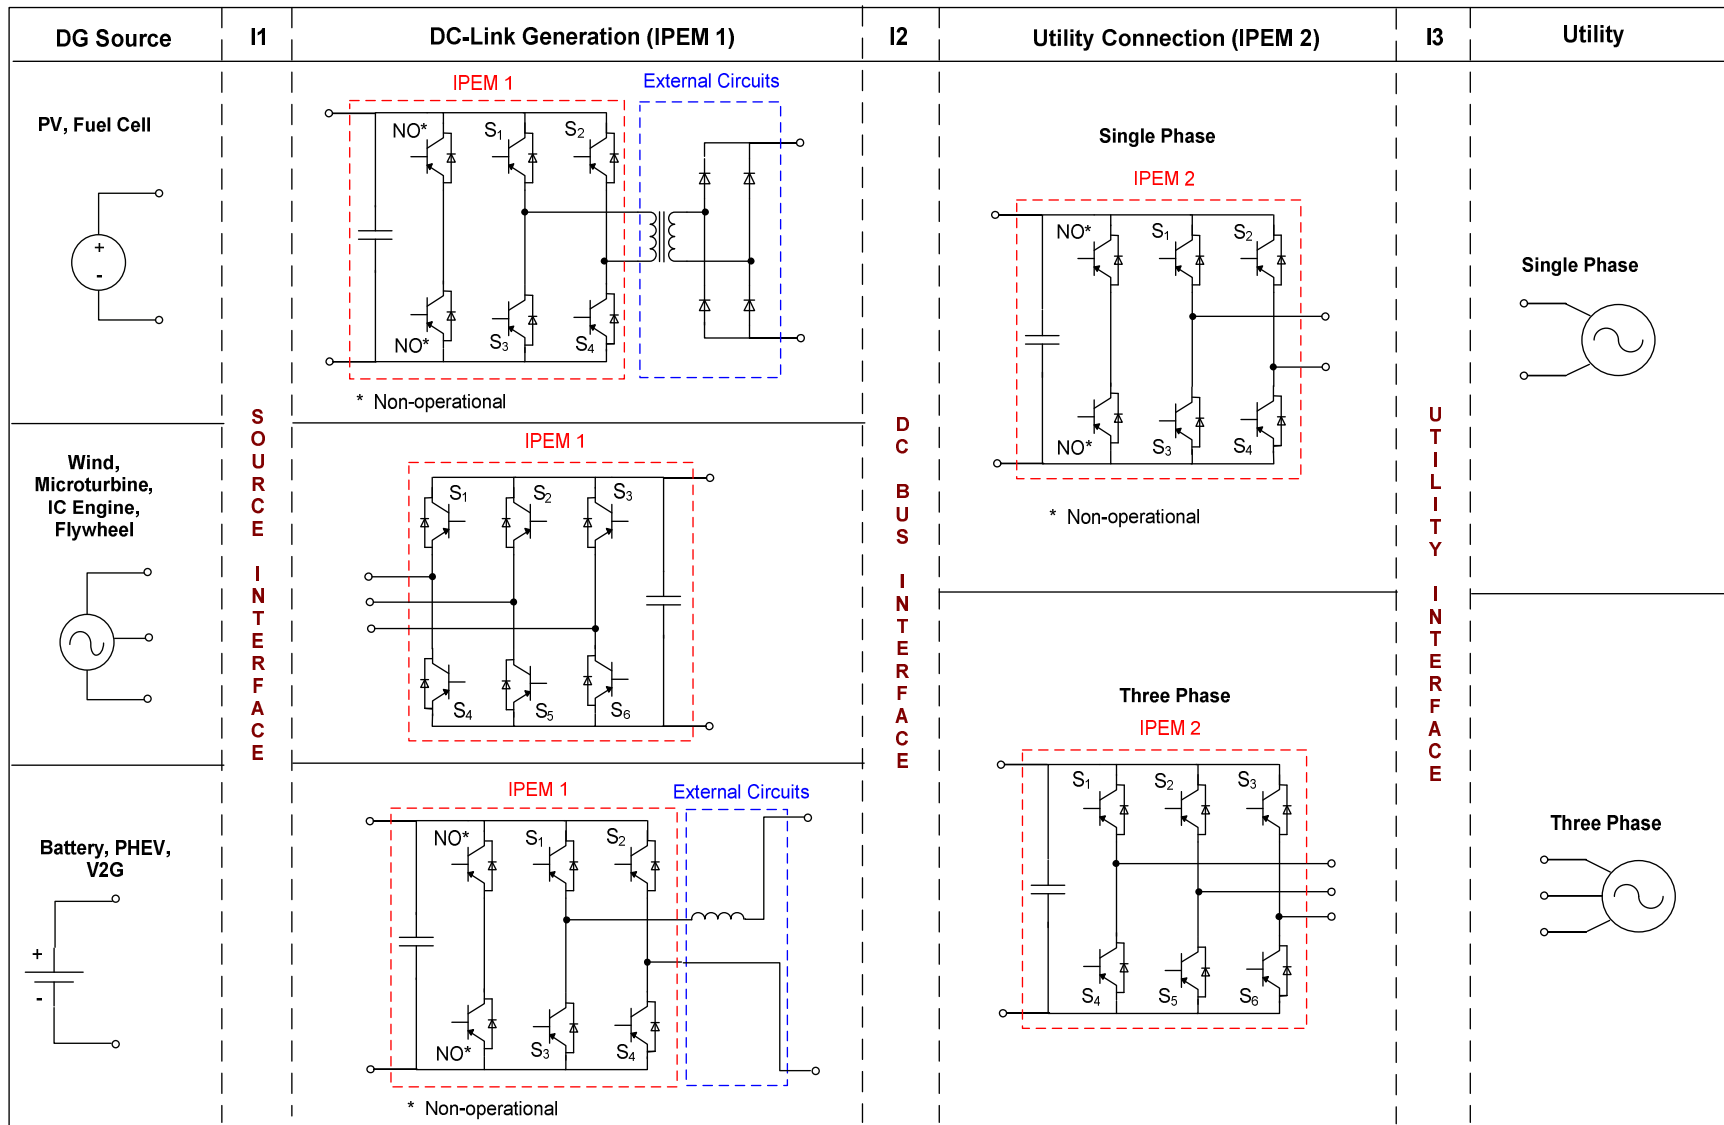 DG Source
I1
DC-Link Generation (IPEM 1)
I2
Utility Connection (IPEM 2)
I3
Utility
PV, Fuel Cell
+
-
IPEM 1
External Circuits
NO*
S1
S2
NO*
S3
S4
* Non-operational
Wind,
Microturbine,
IC Engine,
Flywheel
IPEM 1
S1
S2
S3
S4
S5
S6
Battery, PHEV,
V2G
+
-
IPEM 1
External Circuits
NO*
S1
S2
NO*
S3
S4
* Non-operational
SOURCE INTERFACE
DC BUS INTERFACE
Single Phase
IPEM 2
NO*
S1
S2
NO*
S3
S4
* Non-operational
Three Phase
IPEM 2
S1
S2
S3
S4
S5
S6
UTILITY INTERFACE
Single Phase
Three Phase